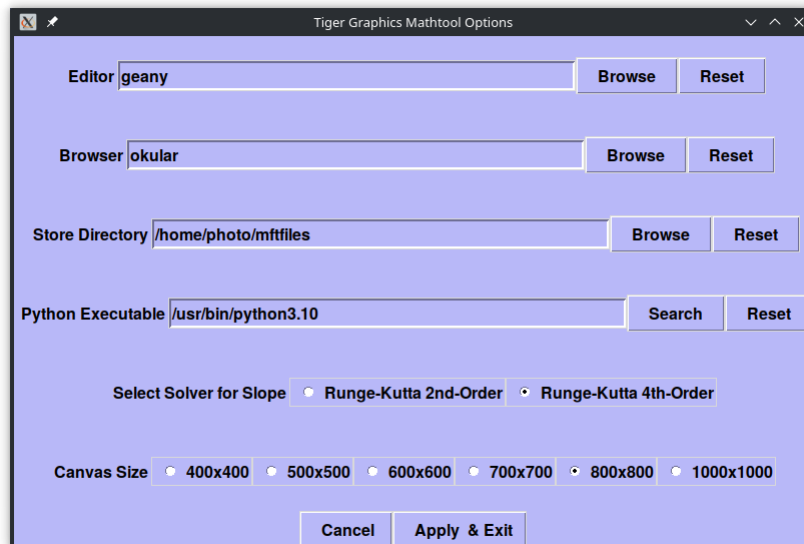 Tiger Graphics Mathtool Options
Editor geany Browse Reset
Browser okular Browse Reset
Store Directory /home/photo/mftfiles Browse Reset
Python Executable /usr/bin/python3.10 Search Reset
Select Solver for Slope Runge-Kutta 2nd-Order Runge-Kutta 4th-Order
Canvas Size 400x400 500x500 600x600 700x700 800x800 1000x1000
Cancel Apply & Exit